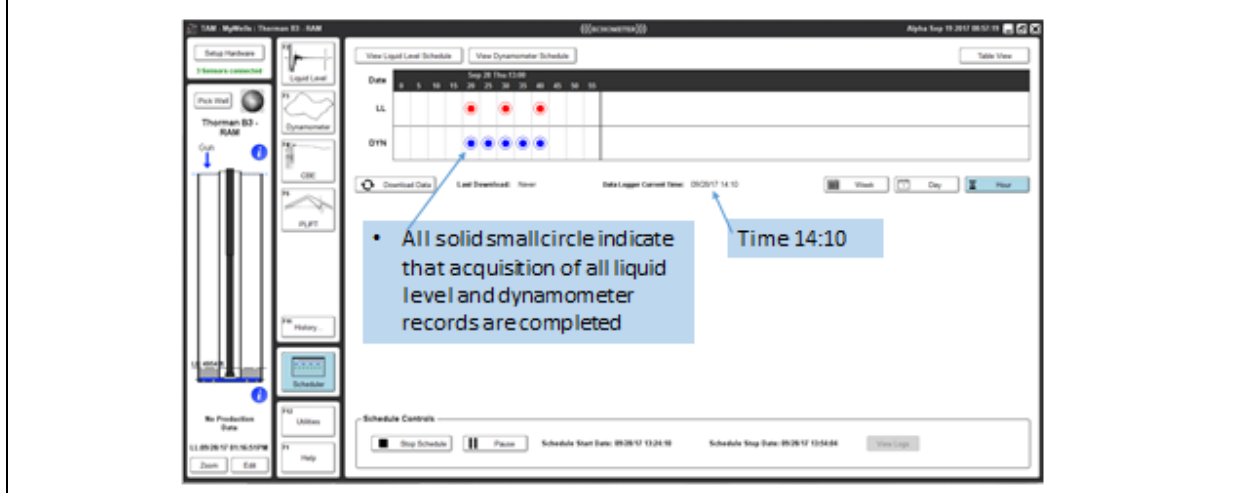 TAM - MyWells : Thorman B3 - RAM
(((ECHOMETER)))
Alpha Sep 19 2017 08:57:19
Setup Hardware
3 Sensors connected
Pick Well
Thorman B3 -
RAM
Gun
No Production
Data
Zoom Edit
Liquid Level
Dynamometer
CBE
PLIPT
History...
Scheduler
Utilities
Help
View Liquid Level Schedule View Dynamometer Schedule Table View
Date Sep 28 Thu-13:00
0 5 10 15 20 25 30 35 40 45 50 55
LL
DYN
Download Data Last Download: Never Data Logger Current Time: 09/28/17 14:10 Week Day Hour
• All solid smallcircle indicate
that acquisition of all liquid
level and dynamometer
records are completed
Time 14:10
Schedule Controls
Stop Schedule Pause Schedule Start Date: 09/28/17 13:24:10 Schedule Stop Date: 09/28/17 13:54:04 View Logs